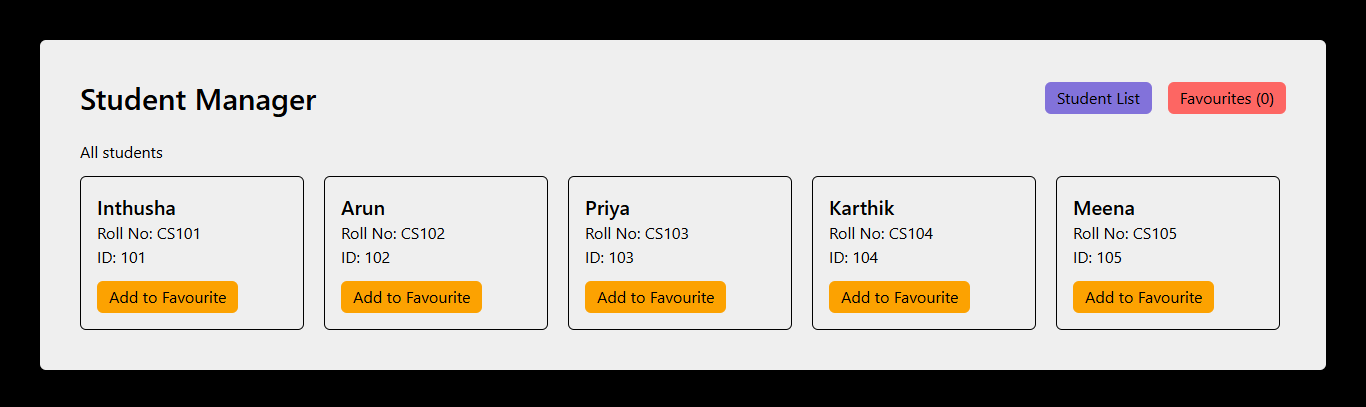 Student Manager
Student List
Favourites (0)
All students
Inthusha
Roll No: CS101
ID: 101
Add to Favourite
Arun
Roll No: CS102
ID: 102
Add to Favourite
Priya
Roll No: CS103
ID: 103
Add to Favourite
Karthik
Roll No: CS104
ID: 104
Add to Favourite
Meena
Roll No: CS105
ID: 105
Add to Favourite